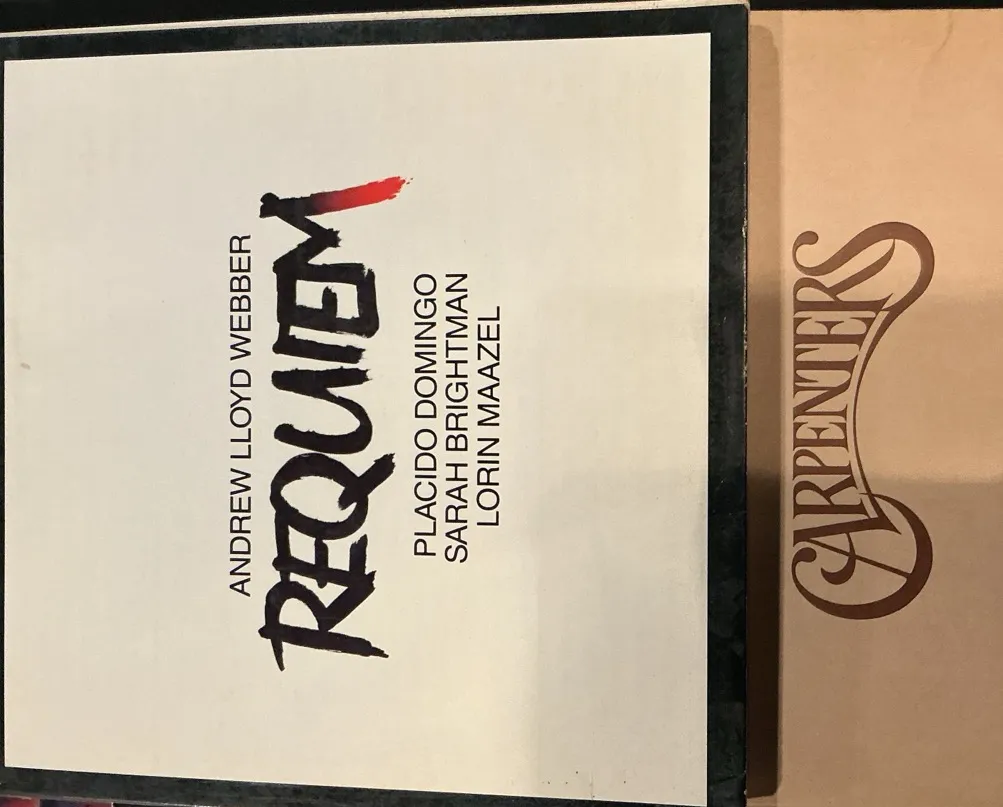 ANDREW LLOYD WEBBER
REQUIEM
PLACIDO DOMINGO
SARAH BRIGHTMAN
LORIN MAAZEL
CARPENTERS